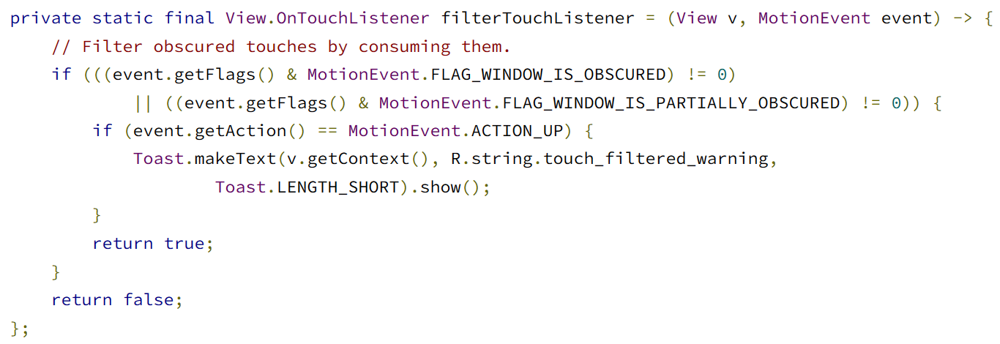 private static final View.OnTouchListener filterTouchListener = (View v, MotionEvent event) -> {
    // Filter obscured touches by consuming them.
    if (((event.getFlags() & MotionEvent.FLAG_WINDOW_IS_OBSCURED) != 0)
            || ((event.getFlags() & MotionEvent.FLAG_WINDOW_IS_PARTIALLY_OBSCURED) != 0)) {
        if (event.getAction() == MotionEvent.ACTION_UP) {
            Toast.makeText(v.getContext(), R.string.touch_filtered_warning,
                    Toast.LENGTH_SHORT).show();
        }
        return true;
    }
    return false;
};